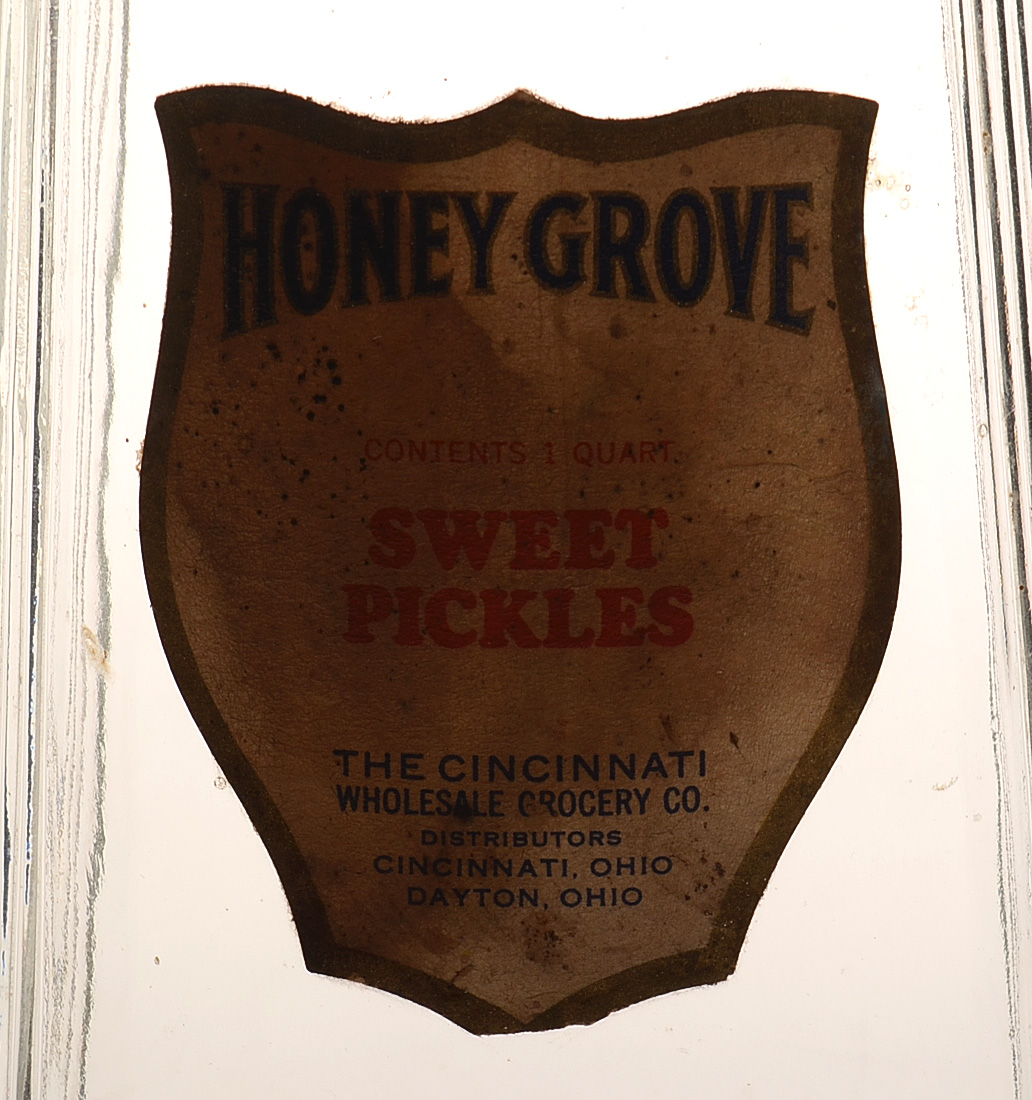 HONEY GROVE
CONTENTS 1 QUART.
SWEET
PICKLES
THE CINCINNATI
WHOLESALE GROCERY CO.
DISTRIBUTORS
CINCINNATI, OHIO
DAYTON, OHIO